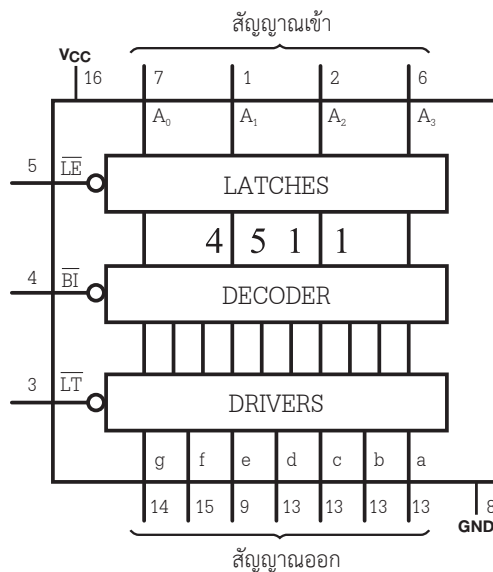 สัญญาณเข้า
VCC
16 7 1 2 6
A₀ A₁ A₂ A₃
5 LE
LATCHES
4 5 1 1
4 BI
DECODER
3 LT
DRIVERS
g f e d c b a
14 15 9 13 13 13 13
8
GND
สัญญาณออก